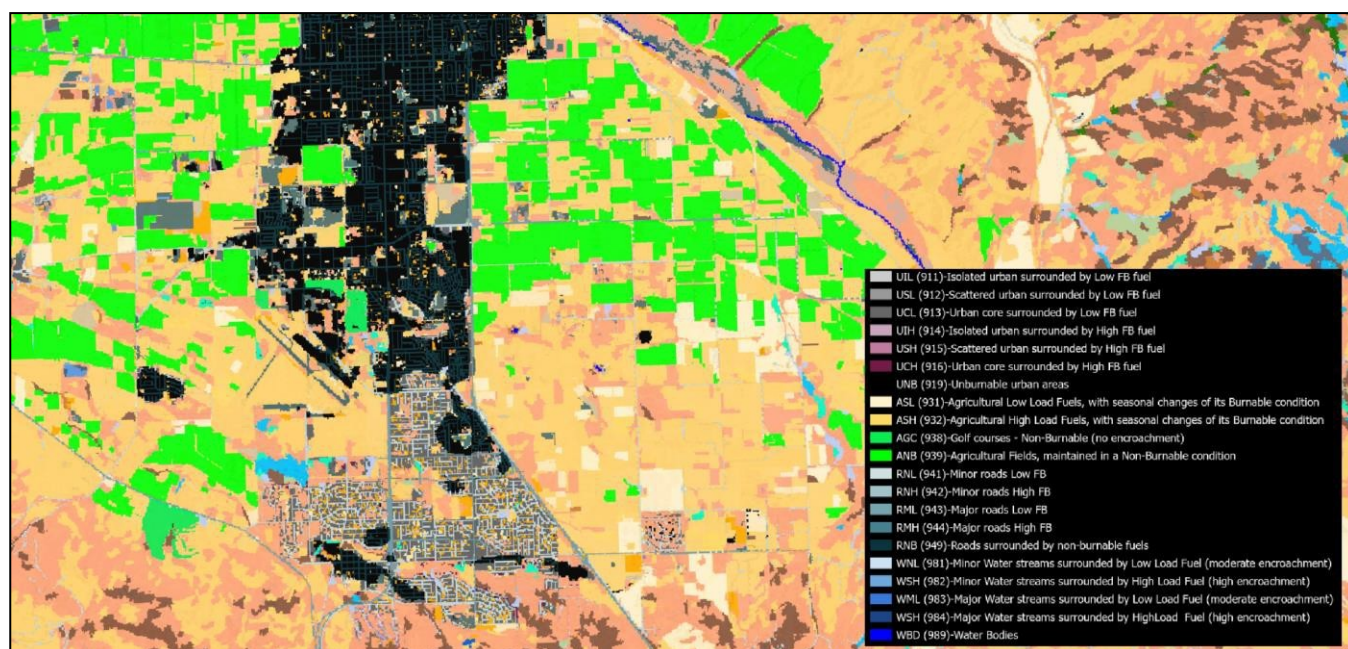 UIL (911)-Isolated urban surrounded by Low FB fuel
USL (912)-Scattered urban surrounded by Low FB fuel
UCL (913)-Urban core surrounded by Low FB fuel
UIH (914)-Isolated urban surrounded by High FB fuel
USH (915)-Scattered urban surrounded by High FB fuel
UCH (916)-Urban core surrounded by High FB fuel
UNB (919)-Unburnable urban areas
ASL (931)-Agricultural Low Load Fuels, with seasonal changes of its Burnable condition
ASH (932)-Agricultural High Load Fuels, with seasonal changes of its Burnable condition
AGC (938)-Golf courses - Non-Burnable (no encroachment)
ANB (939)-Agricultural Fields, maintained in a Non-Burnable condition
RNL (941)-Minor roads Low FB
RNH (942)-Minor roads High FB
RML (943)-Major roads Low FB
RMH (944)-Major roads High FB
RNB (949)-Roads surrounded by non-burnable fuels
WNL (981)-Minor Water streams surrounded by Low Load Fuel (moderate encroachment)
WSH (982)-Minor Water streams surrounded by High Load Fuel (high encroachment)
WML (983)-Major Water streams surrounded by Low Load Fuel (moderate encroachment)
WSH (984)-Major Water streams surrounded by HighLoad Fuel (high encroachment)
WBD (989)-Water Bodies